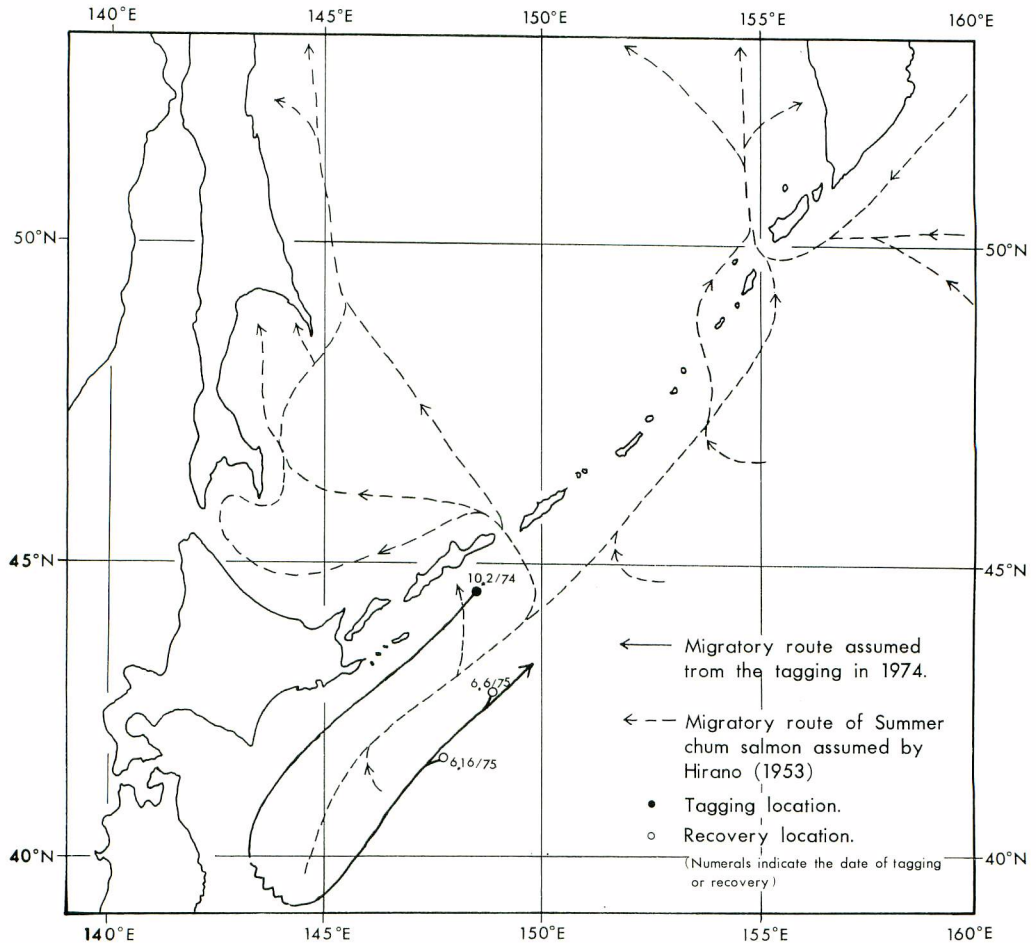 140°E 145°E 150°E 155°E 160°E
50°N 50°N
45°N 45°N
10.2/74
Migratory route assumed
trom the tagging in 1974.
6.6/75
Migratory route of Summer
chum salmon assumed by
Hirano (1953)
6.16/75
Tagging location.
Recovery location.
40°N 40°N
(Numerals indicate the date of tagging
or recovery)
140°E 145°E 150°E 155°E 160°E